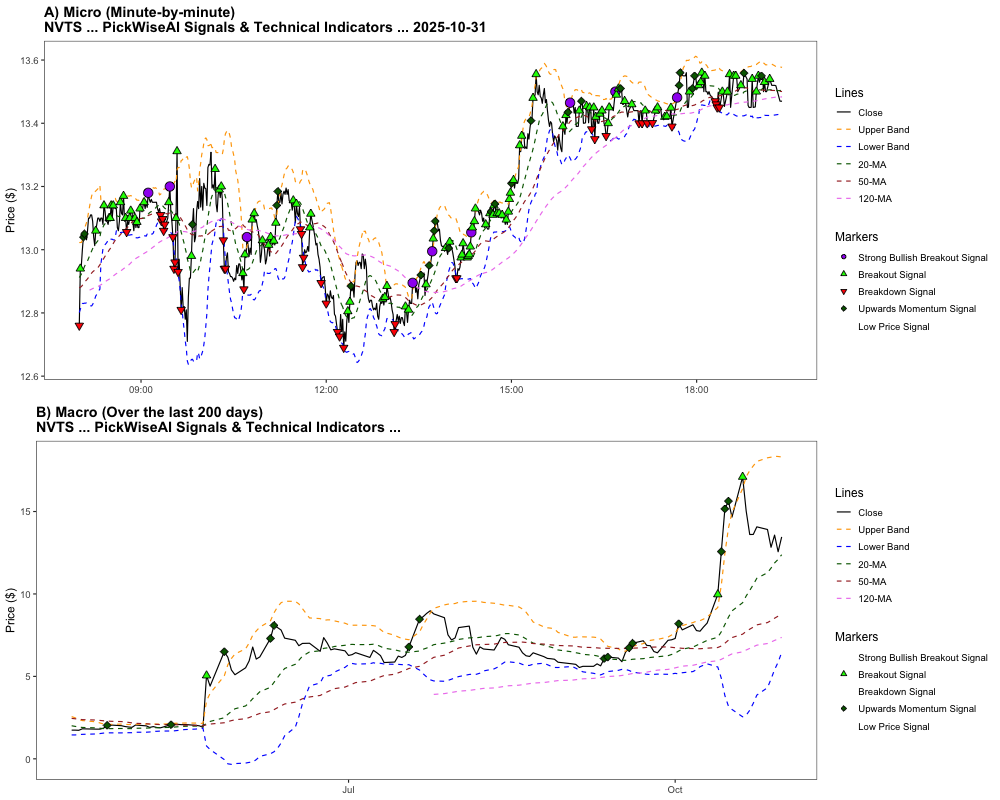 A) Micro (Minute-by-minute)
NVTS ... PickWiseAI Signals & Technical Indicators ... 2025-10-31
13.6
13.4
13.2
13.0
12.8
12.6
Price ($)
09:00
12:00
15:00
18:00
Lines
Close
Upper Band
Lower Band
20-MA
50-MA
120-MA
Markers
Strong Bullish Breakout Signal
Breakout Signal
Breakdown Signal
Upwards Momentum Signal
Low Price Signal
B) Macro (Over the last 200 days)
NVTS ... PickWiseAI Signals & Technical Indicators ...
15
10
5
0
Price ($)
Jul
Oct
Lines
Close
Upper Band
Lower Band
20-MA
50-MA
120-MA
Markers
Strong Bullish Breakout Signal
Breakout Signal
Breakdown Signal
Upwards Momentum Signal
Low Price Signal